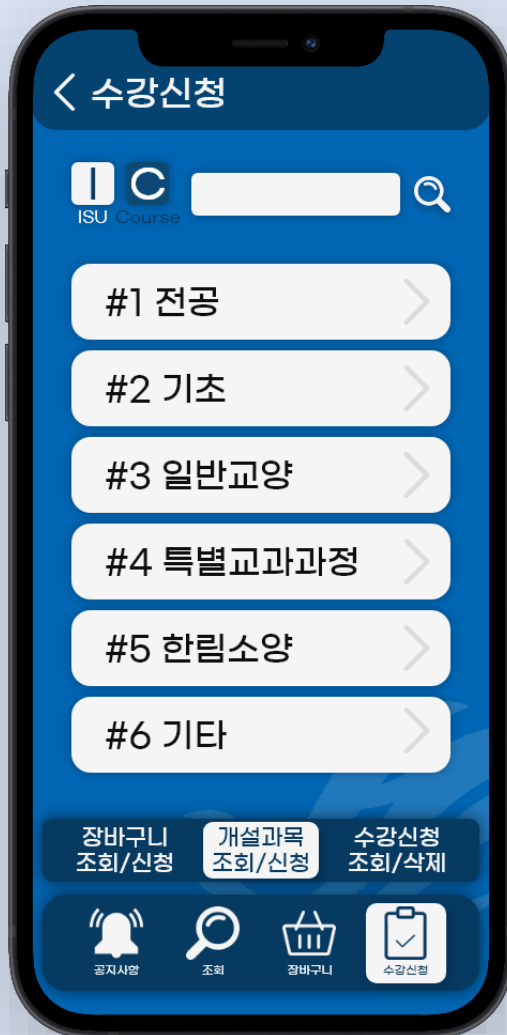 수강신청
I C
ISU Course
#1 전공
#2 기초
#3 일반교양
#4 특별교과과정
#5 한림소양
#6 기타
장바구니 개설과목 수강신청
조회/신청 조회/신청 조회/삭제
공지사항 조회 장바구니 수강신청